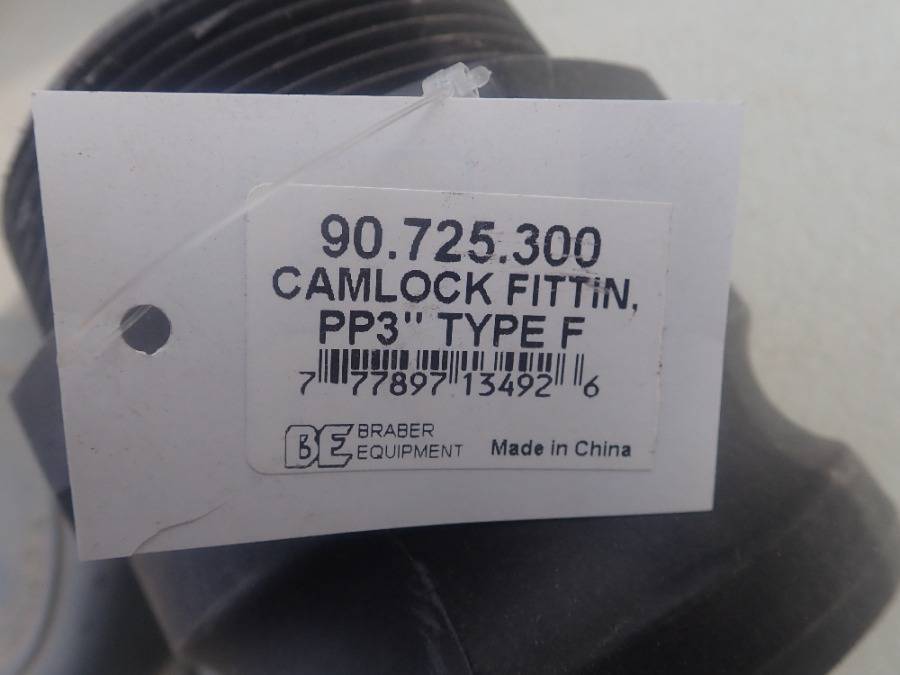 90.725.300
CAMLOCK FITTIN,
PP3" TYPE F
7 77897 13492 6
BE BRABER
EQUIPMENT
Made in China